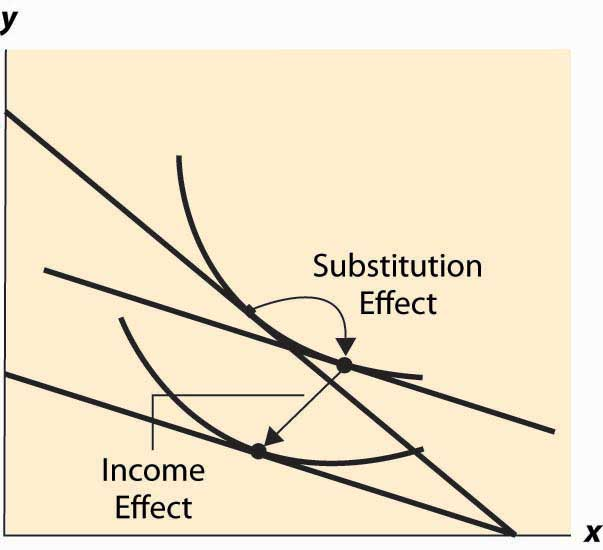 y
Substitution
Effect
Income
Effect
x